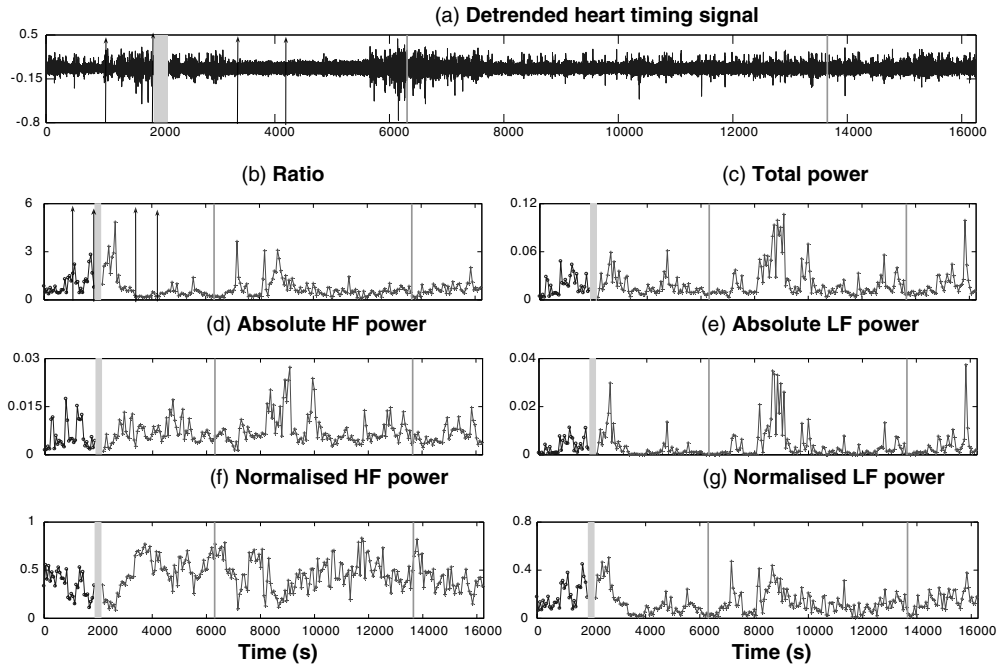 (a) Detrended heart timing signal
0.5
-0.15
-0.8
0 2000 4000 6000 8000 10000 12000 14000 16000
(b) Ratio
(c) Total power
6
3
0
0.12
0.06
0
(d) Absolute HF power
(e) Absolute LF power
0.03
0.015
0
0.04
0.02
0
(f) Normalised HF power
(g) Normalised LF power
1
0.5
0
0 2000 4000 6000 8000 10000 12000 14000 16000
0.8
0.4
0
0 2000 4000 6000 8000 10000 12000 14000 16000
Time (s)
Time (s)